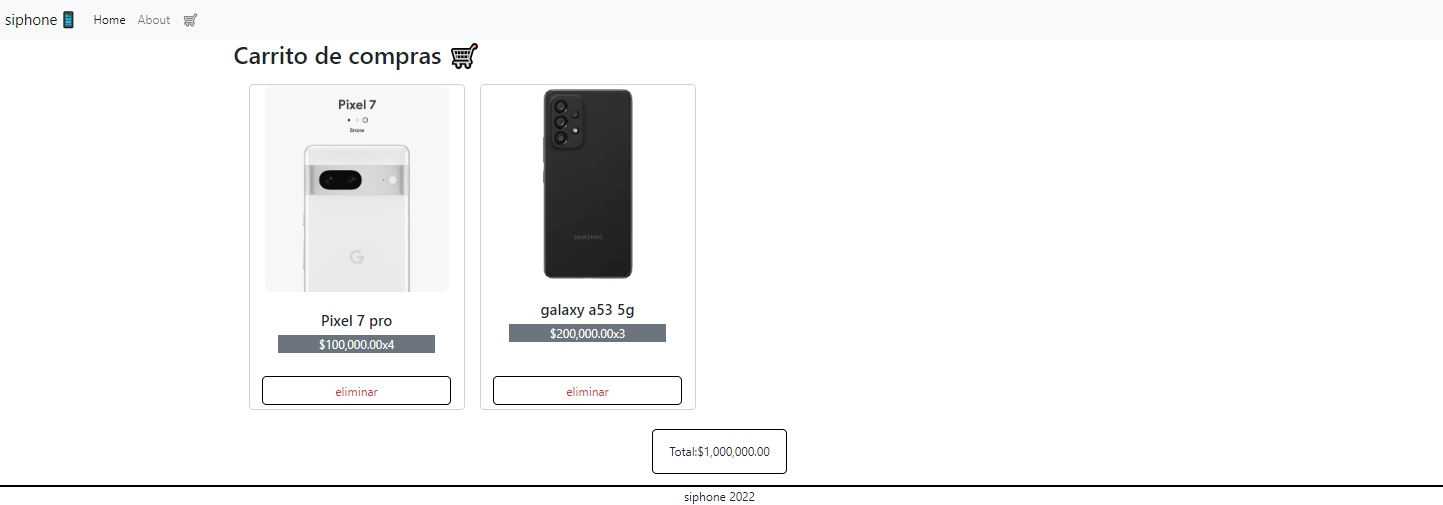 siphone Home About
Carrito de compras
Pixel 7
Snow
G
SAMSUNG
Pixel 7 pro
$100,000.00x4
eliminar
galaxy a53 5g
$200,000.00x3
eliminar
Total:$1,000,000.00
siphone 2022